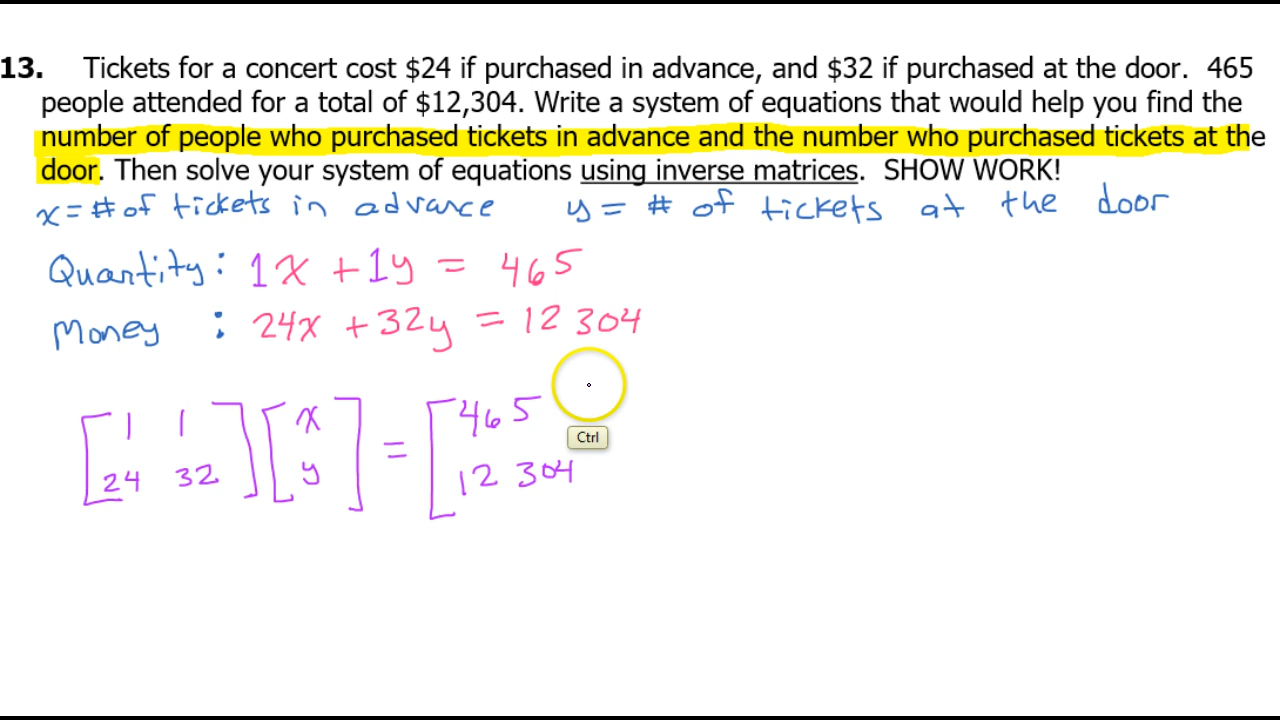 13. Tickets for a concert cost $24 if purchased in advance, and $32 if purchased at the door. 465
people attended for a total of $12,304. Write a system of equations that would help you find the
number of people who purchased tickets in advance and the number who purchased tickets at the
door. Then solve your system of equations using inverse matrices. SHOW WORK!
x = # of tickets in advance y = # of tickets at the door
Quantity: 1x + 1y = 465
Money : 24x + 32y = 12 304
[1 1 [x = [465
24 32] y] 12 304
Ctrl